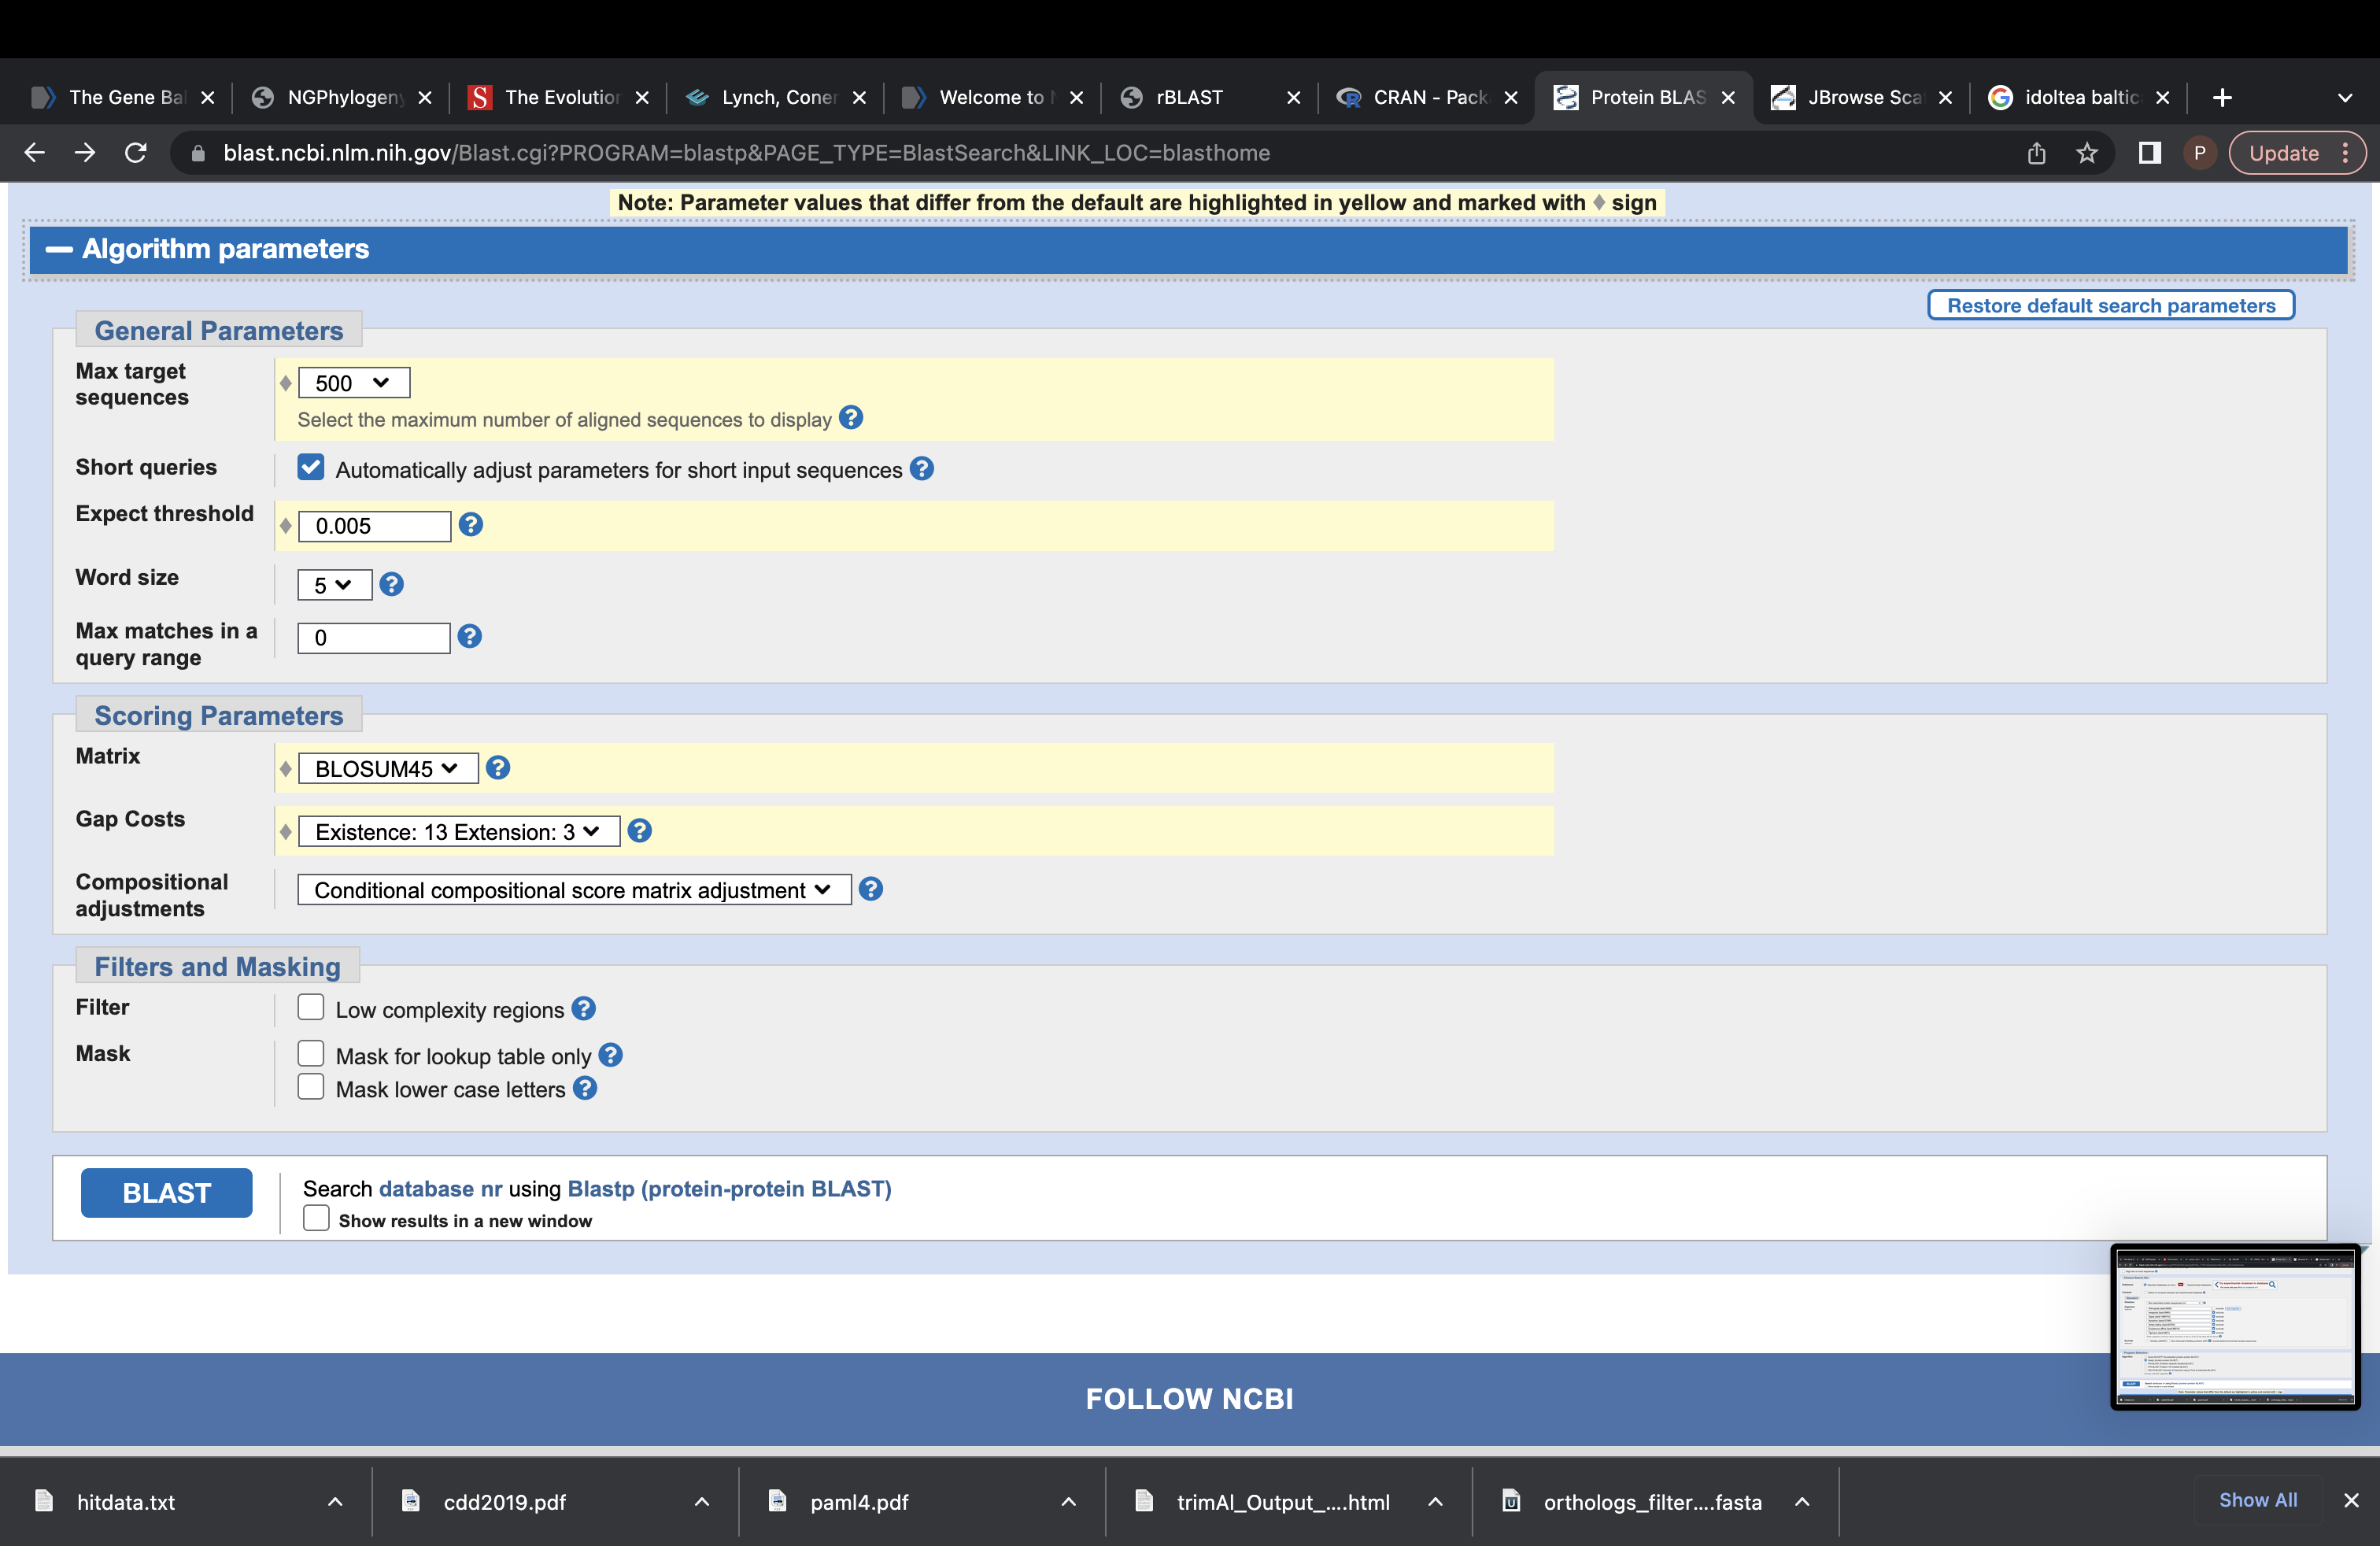 The Gene Ba
NGPhylogen
The Evolution
Lynch, Coner
Welcome to
rBLAST
CRAN - Pack
Protein BLAS
JBrowse Sca
idoltea baltic
blast.ncbi.nlm.nih.gov/Blast.cgi?PROGRAM=blastp&PAGE_TYPE=BlastSearch&LINK_LOC=blasthome
P
Update
Note: Parameter values that differ from the default are highlighted in yellow and marked with ♦ sign
Algorithm parameters
Restore default search parameters
General Parameters
Max target
sequences
500
Select the maximum number of aligned sequences to display
Short queries
Automatically adjust parameters for short input sequences
Expect threshold
0.005
Word size
5
Max matches in a
query range
0
Scoring Parameters
Matrix
BLOSUM45
Gap Costs
Existence: 13 Extension: 3
Compositional
adjustments
Conditional compositional score matrix adjustment
Filters and Masking
Filter
Low complexity regions
Mask
Mask for lookup table only
Mask lower case letters
BLAST
Search database nr using Blastp (protein-protein BLAST)
Show results in a new window
FOLLOW NCBI
hitdata.txt
cdd2019.pdf
paml4.pdf
trimAl_Output_....html
orthologs_filter....fasta
Show All